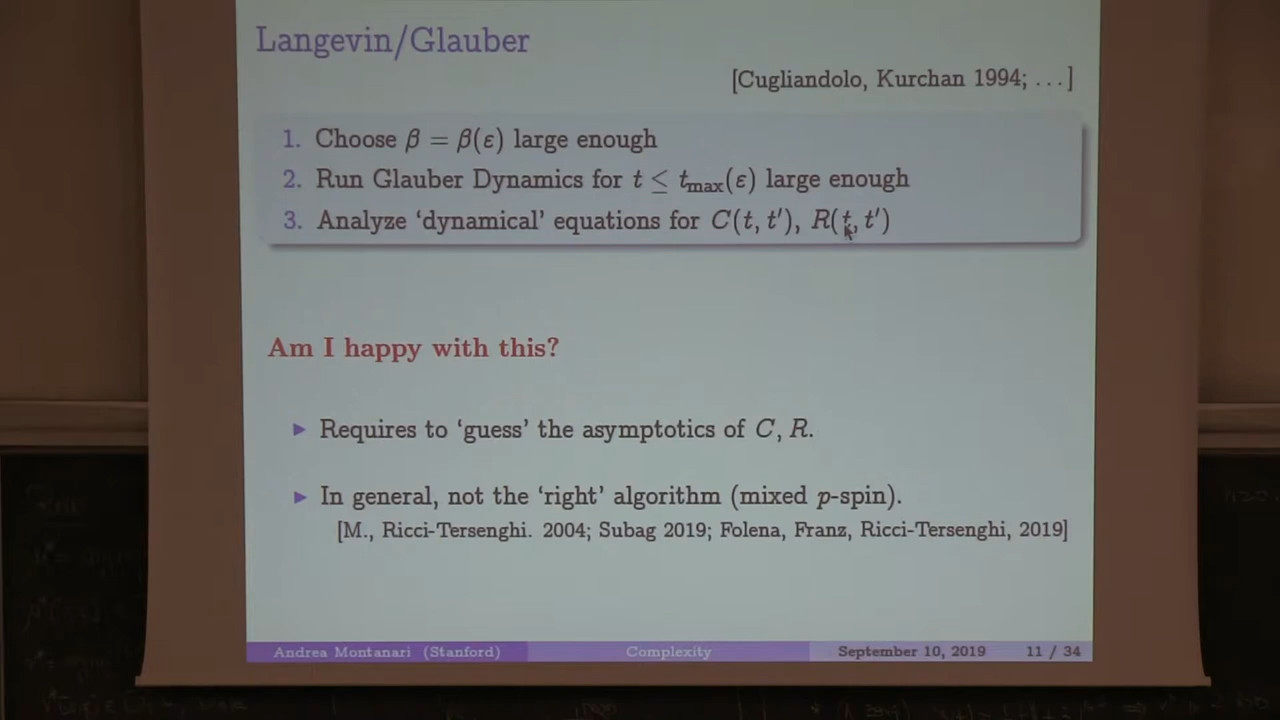 Langevin/Glauber
[Cugliandolo, Kurchan 1994; ...]
1. Choose β = β(ε) large enough
2. Run Glauber Dynamics for t ≤ t_max(ε) large enough
3. Analyze ‘dynamical’ equations for C(t, t′), R(t, t′)
Am I happy with this?
▶ Requires to ‘guess’ the asymptotics of C, R.
▶ In general, not the ‘right’ algorithm (mixed p-spin).
[M., Ricci-Tersenghi. 2004; Subag 2019; Folena, Franz, Ricci-Tersenghi, 2019]
Andrea Montanari (Stanford) Complexity September 10, 2019 11 / 34